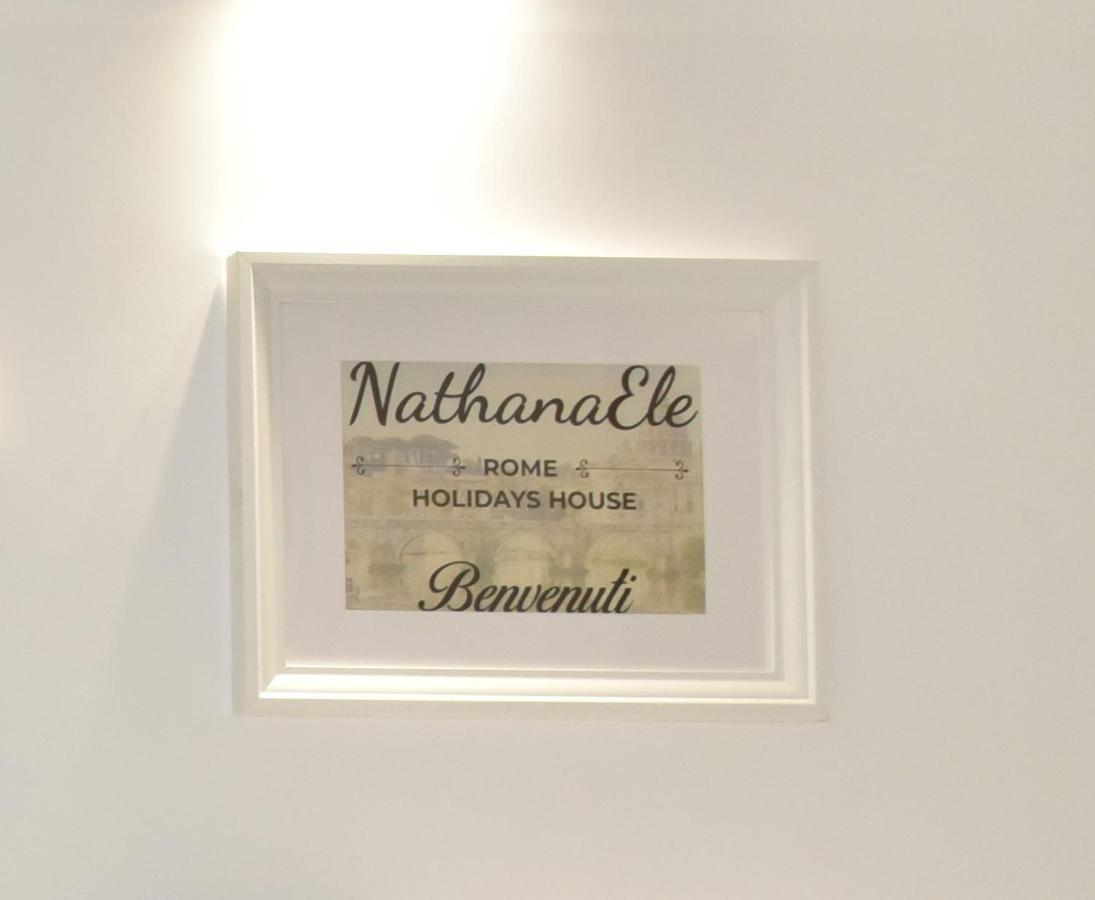 NathanaEle
ROME
HOLIDAYS HOUSE
Benvenuti